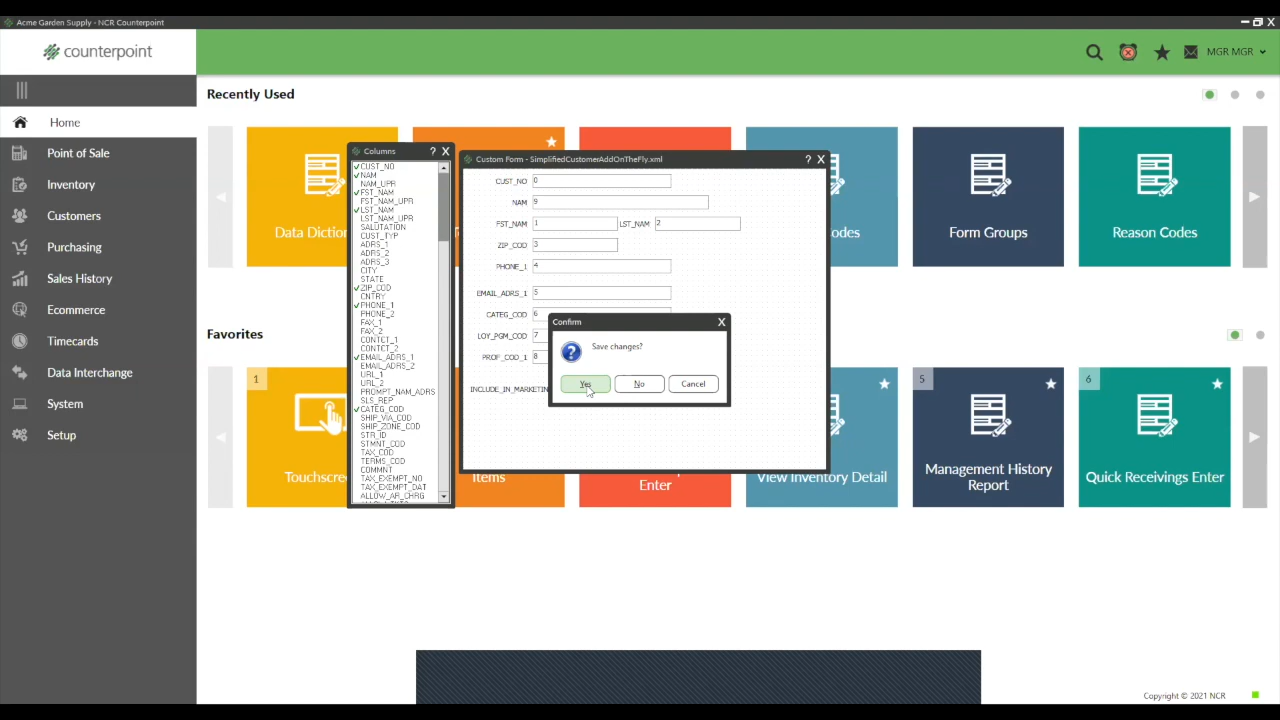 Acme Garden Supply - NCR Counterpoint
counterpoint
MGR MGR
Home
Point of Sale
Inventory
Customers
Purchasing
Sales History
Ecommerce
Timecards
Data Interchange
System
Setup
Recently Used
Data Dictio
Codes
Form Groups
Reason Codes
Favorites
1
Touchscree
Items
Enter
View Inventory Detail
5
Management History
Report
6
Quick Receivings Enter
Columns
? X
CUST_NO
NAM
NAM_UPR
FST_NAM
FST_NAM_UPR
LST_NAM
LST_NAM_UPR
SALUTATION
CUST_TYP
ADRS_1
ADRS_2
ADRS_3
CITY
STATE
ZIP_COD
CNTRY
PHONE_1
PHONE_2
FAX_1
FAX_2
CONTCT_1
CONTCT_2
EMAIL_ADRS_1
EMAIL_ADRS_2
URL_1
URL_2
PROMPT_NAM_ADRS
SLS_REP
CATEG_COD
SHIP_VIA_COD
SHIP_ZONE_COD
STR_ID
STMNT_COD
TAX_COD
TERMS_COD
COMMNT
TAX_EXEMPT_NO
TAX_EXEMPT_DAT
ALLOW_AR_CHRG
Custom Form - SimplifiedCustomerAddOnTheFly.xml
? X
CUST_NO 0
NAM 9
FST_NAM 1 LST_NAM 2
ZIP_COD 3
PHONE_1 4
EMAIL_ADRS_1 5
CATEG_COD 6
LOY_PGM_COD 7
PROF_COD_1 8
INCLUDE_IN_MARKETIN
Confirm X
Save changes?
Yes No Cancel
Copyright © 2021 NCR